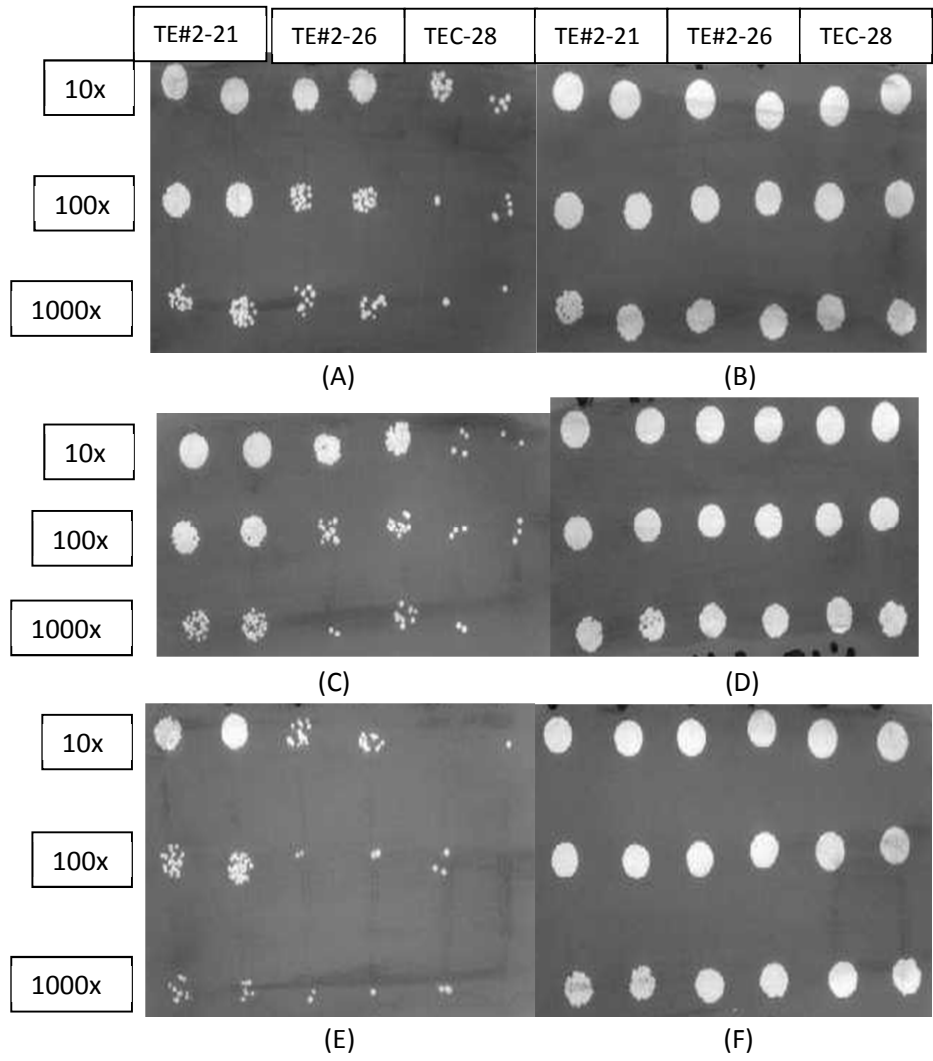 TE#2-21 TE#2-26 TEC-28 TE#2-21 TE#2-26 TEC-28
10x
100x
1000x
(A) (B)
10x
100x
1000x
(C) (D)
10x
100x
1000x
(E) (F)